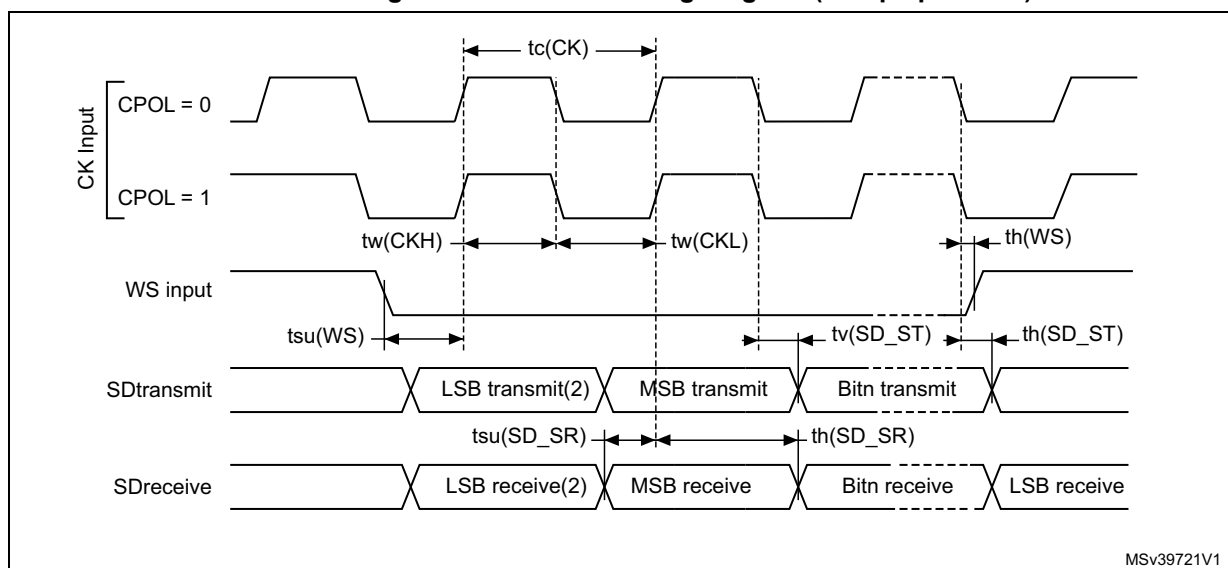 tc(CK)
CK Input
CPOL = 0
CPOL = 1
tw(CKH)
tw(CKL)
th(WS)
WS input
tsu(WS)
tv(SD_ST)
th(SD_ST)
SDtransmit
LSB transmit(2)
MSB transmit
Bitn transmit
tsu(SD_SR)
th(SD_SR)
SDreceive
LSB receive(2)
MSB receive
Bitn receive
LSB receive
MSv39721V1